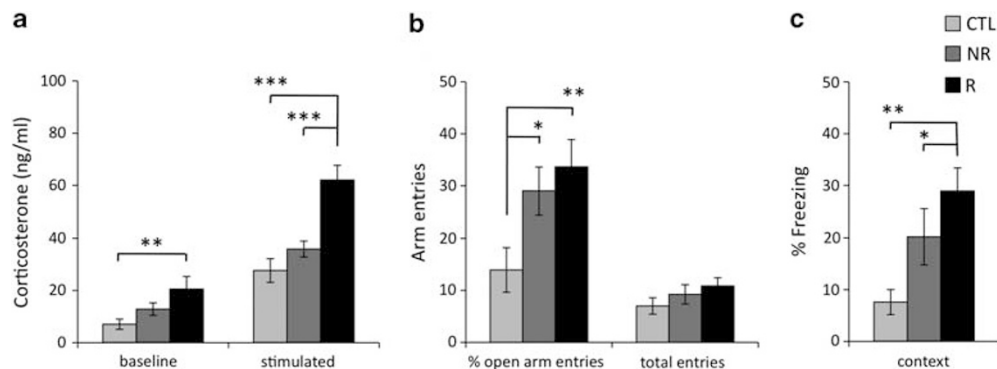 a
Corticosterone (ng/ml)
100
80
60
40
20
0
***
***
**
baseline
stimulated
b
Arm entries
50
40
30
20
10
0
**
*
% open arm entries
total entries
c
CTL
NR
R
% Freezing
50
40
30
20
10
0
**
*
context